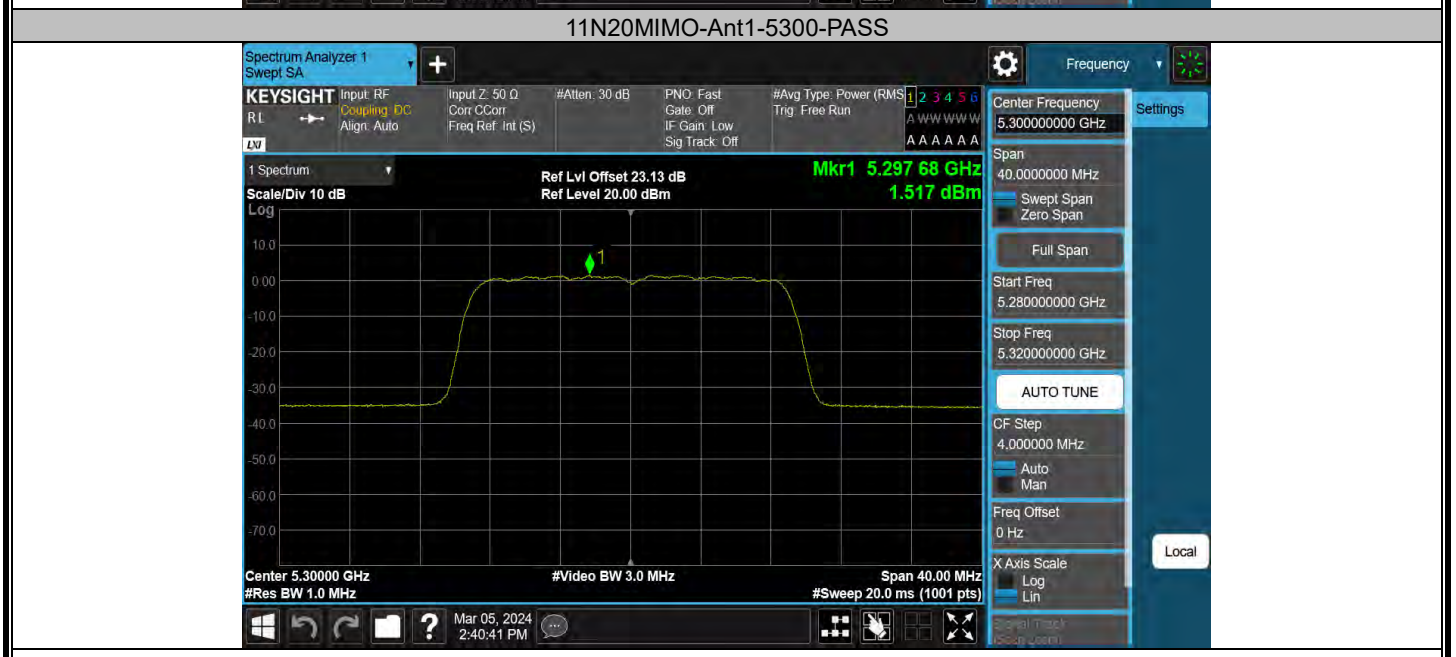 11N20MIMO-Ant1-5300-PASS
Spectrum Analyzer 1
Swept SA
Frequency
KEYSIGHT
Input: RF
Coupling: DC
Align: Auto
Input Z: 50 Ω
Corr CCorr
Freq Ref: Int (S)
#Atten: 30 dB
PNO: Fast
Gate: Off
IF Gain: Low
Sig Track: Off
#Avg Type: Power (RMS
Trig: Free Run
1 2 3 4 5 6
A WW WW W
A A A A A A
RL
LXI
Center Frequency
5.300000000 GHz
Settings
1 Spectrum
Scale/Div 10 dB
Ref Lvl Offset 23.13 dB
Ref Level 20.00 dBm
Mkr1 5.297 68 GHz
1.517 dBm
Span
40.0000000 MHz
Swept Span
Zero Span
Full Span
Start Freq
5.280000000 GHz
Stop Freq
5.320000000 GHz
AUTO TUNE
CF Step
4.000000 MHz
Auto
Man
Freq Offset
0 Hz
X Axis Scale
Log
Lin
Local
Log
10.0
1
0.00
-10.0
-20.0
-30.0
-40.0
-50.0
-60.0
-70.0
Center 5.30000 GHz
#Video BW 3.0 MHz
Span 40.00 MHz
#Res BW 1.0 MHz
#Sweep 20.0 ms (1001 pts)
?
Mar 05, 2024
2:40:41 PM
Signal Track